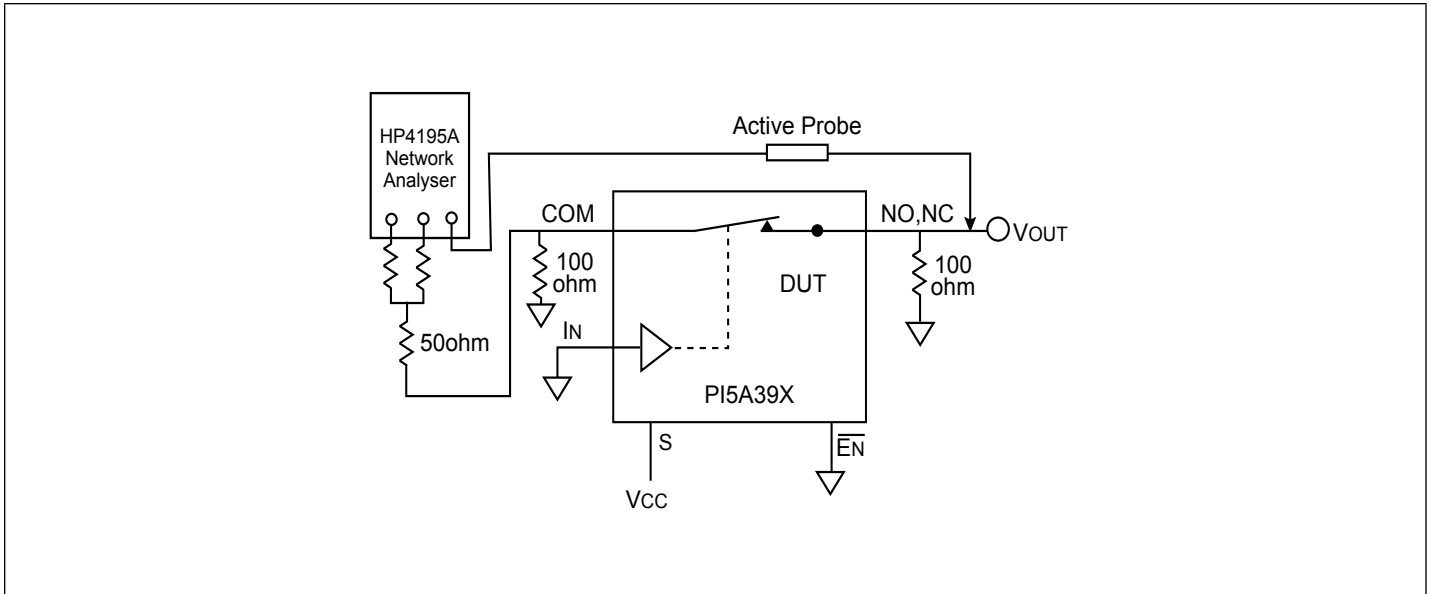 HP4195A
Network
Analyser
Active Probe
COM
NO,NC
VOUT
100
ohm
100
ohm
DUT
IN
50ohm
PI5A39X
S
EN
VCC